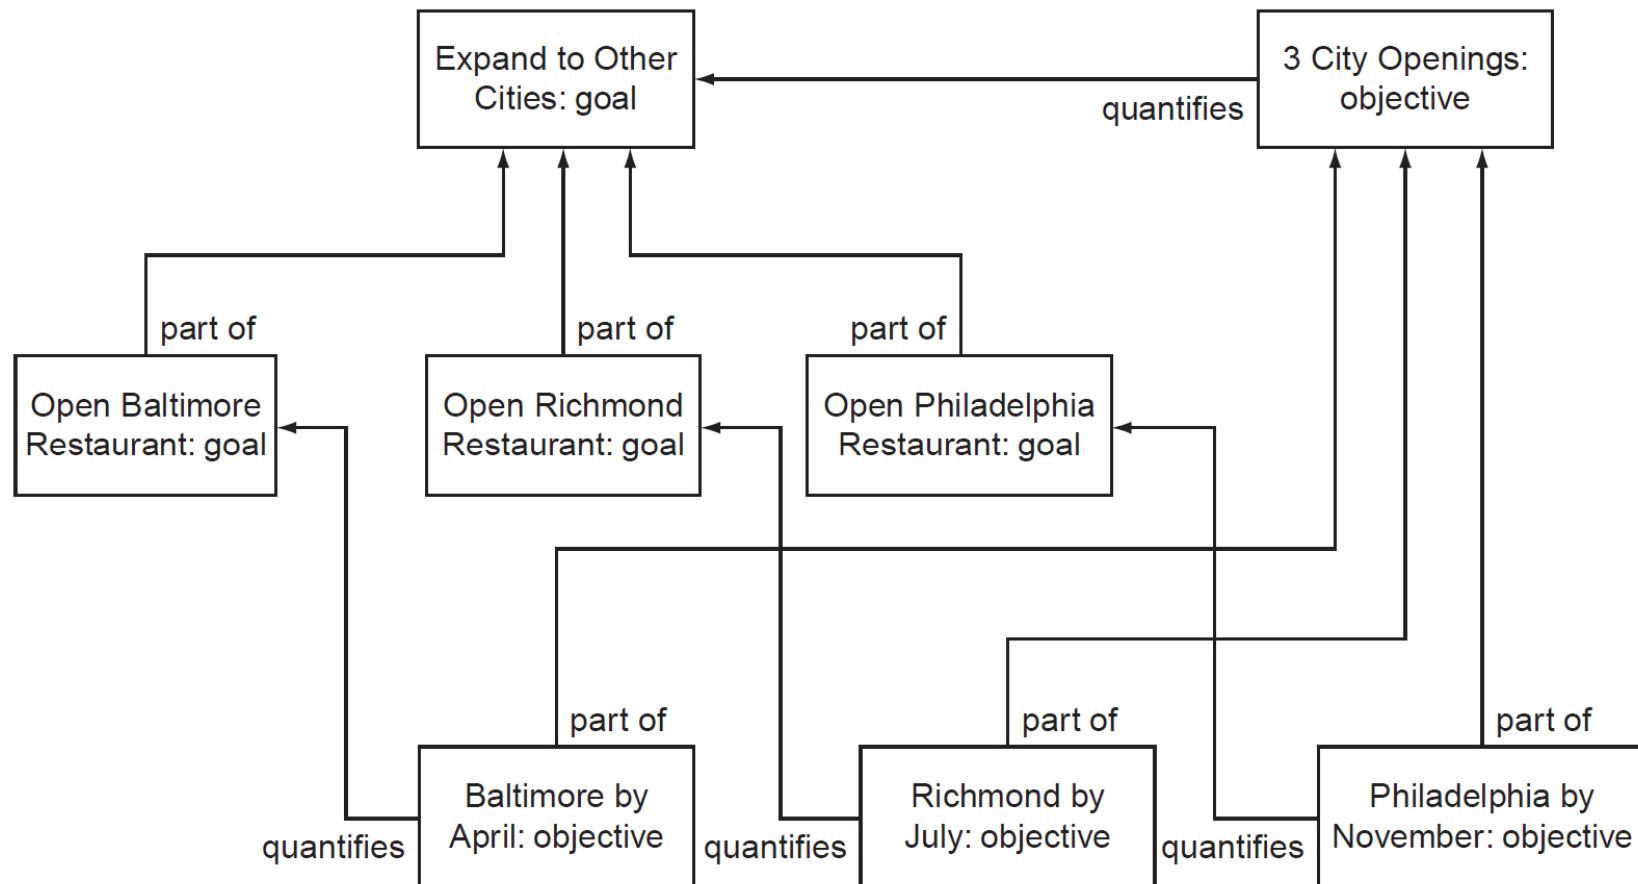 Expand to Other
Cities: goal
3 City Openings:
objective
quantifies
part of
part of
part of
Open Baltimore
Restaurant: goal
Open Richmond
Restaurant: goal
Open Philadelphia
Restaurant: goal
part of
part of
part of
Baltimore by
April: objective
Richmond by
July: objective
Philadelphia by
November: objective
quantifies
quantifies
quantifies